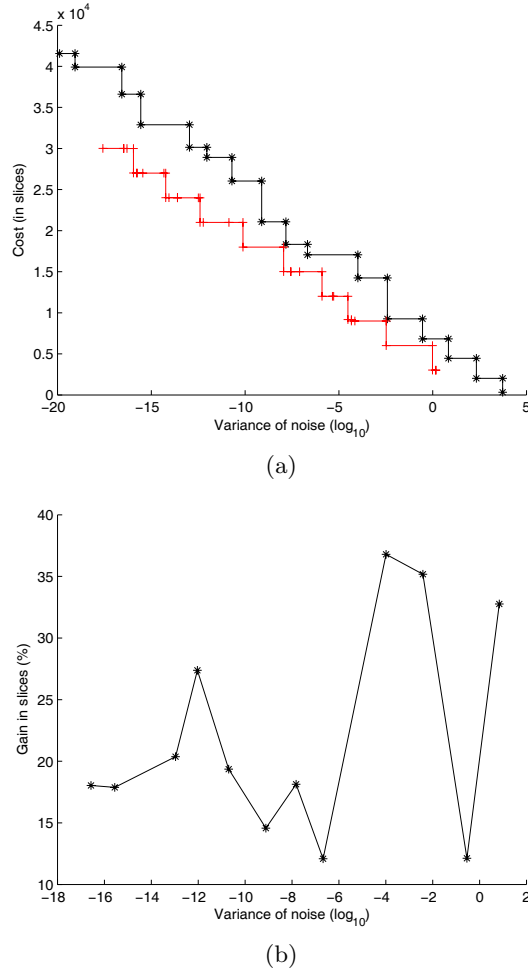 x 10^4
4.5
4
3.5
3
2.5
2
1.5
1
0.5
0
Cost (in slices)
−20 −15 −10 −5 0 5
Variance of noise (log_10)
(a)
40
35
30
25
20
15
10
Gain in slices (%)
−18 −16 −14 −12 −10 −8 −6 −4 −2 0 2
Variance of noise (log_10)
(b)